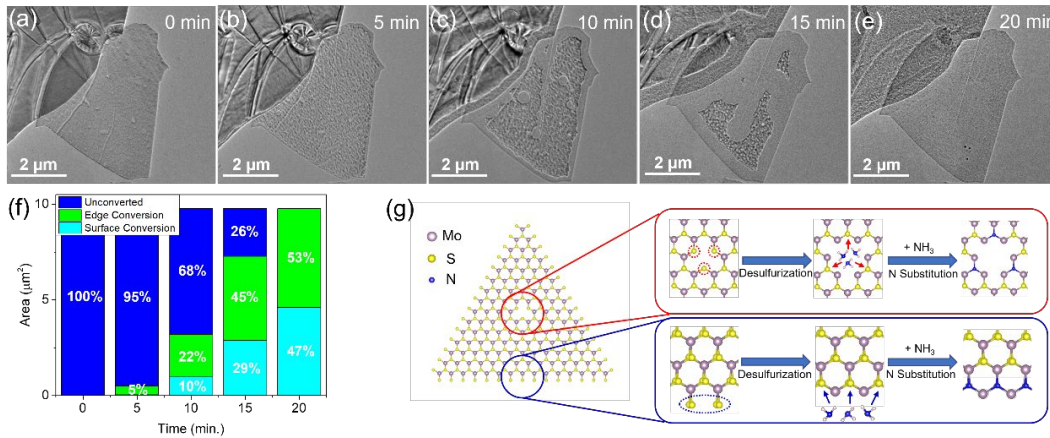 (a)
0 min
2 μm
(b)
5 min
2 μm
(c)
10 min
2 μm
(d)
15 min
2 μm
(e)
20 min
2 μm
(f)
Unconverted
Edge Conversion
Surface Conversion
10
5
0
Area (μm²)
100%
95%
5%
68%
22%
10%
26%
45%
29%
53%
47%
0
5
10
15
20
Time (min.)
(g)
Mo
S
N
Desulfurization
+ NH₃
N Substitution
Desulfurization
+ NH₃
N Substitution